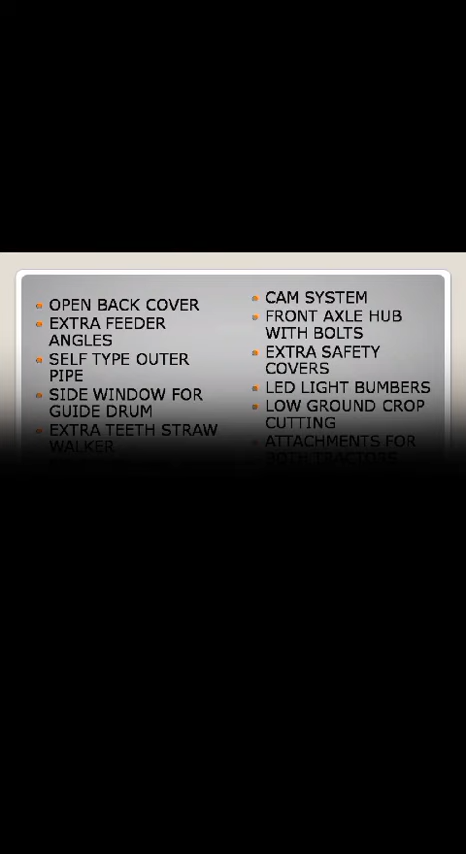 OPEN BACK COVER
EXTRA FEEDER
ANGLES
SELF TYPE OUTER
PIPE
SIDE WINDOW FOR
GUIDE DRUM
EXTRA TEETH STRAW
WALKER
CAM SYSTEM
FRONT AXLE HUB
WITH BOLTS
EXTRA SAFETY
COVERS
LED LIGHT BUMBERS
LOW GROUND CROP
CUTTING
ATTACHMENTS FOR
BOTH TRACTORS